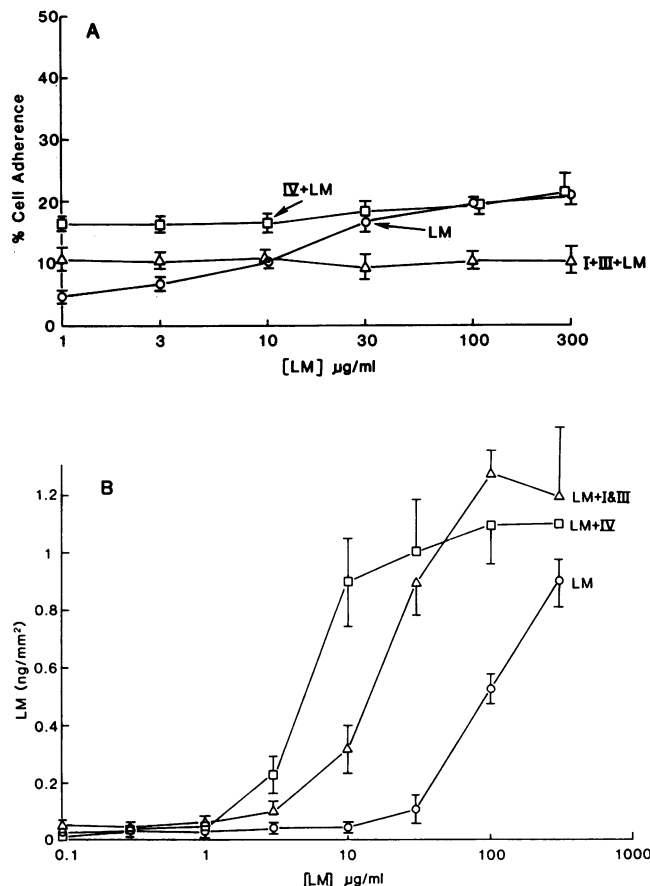 A
50
40
30
20
10
0
% Cell Adherence
IV+LM
LM
I+III+LM
1 3 10 30 100 300
[LM] µg/ml
B
1.2
1
0.8
0.6
0.4
0.2
0
LM (ng/mm²)
LM+I&III
LM+IV
LM
0.1 1 10 100 1000
[LM] µg/ml